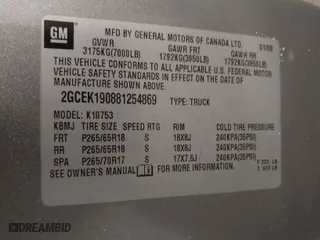 GM
MFD BY GENERAL MOTORS OF CANADA LTD.
GVWR GAWR FRT GAWR RR
3175KG(7000LB) 1792KG(3950LB) 1792KG(3950LB)
THIS VEHICLE CONFORMS TO ALL APPLICABLE U.S. FEDERAL MOTOR
VEHICLE SAFETY STANDARDS IN EFFECT ON THE DATE OF
MANUFACTURE SHOWN ABOVE.
2GCEK190881254869 TYPE: TRUCK
MODEL: K10753
KBMJ TIRE SIZE SPEED RTG RIM COLD TIRE PRESSURE
FRT P265/65R18 S 18X8J 240KPA(35PSI)
RR P265/65R18 S 18X8J 240KPA(35PSI)
SPA P265/70R17 S 17X7.5J 240KPA(35PSI)
SEE OWNER'S MANUAL FOR MORE INFORMATION.
DREAMBID